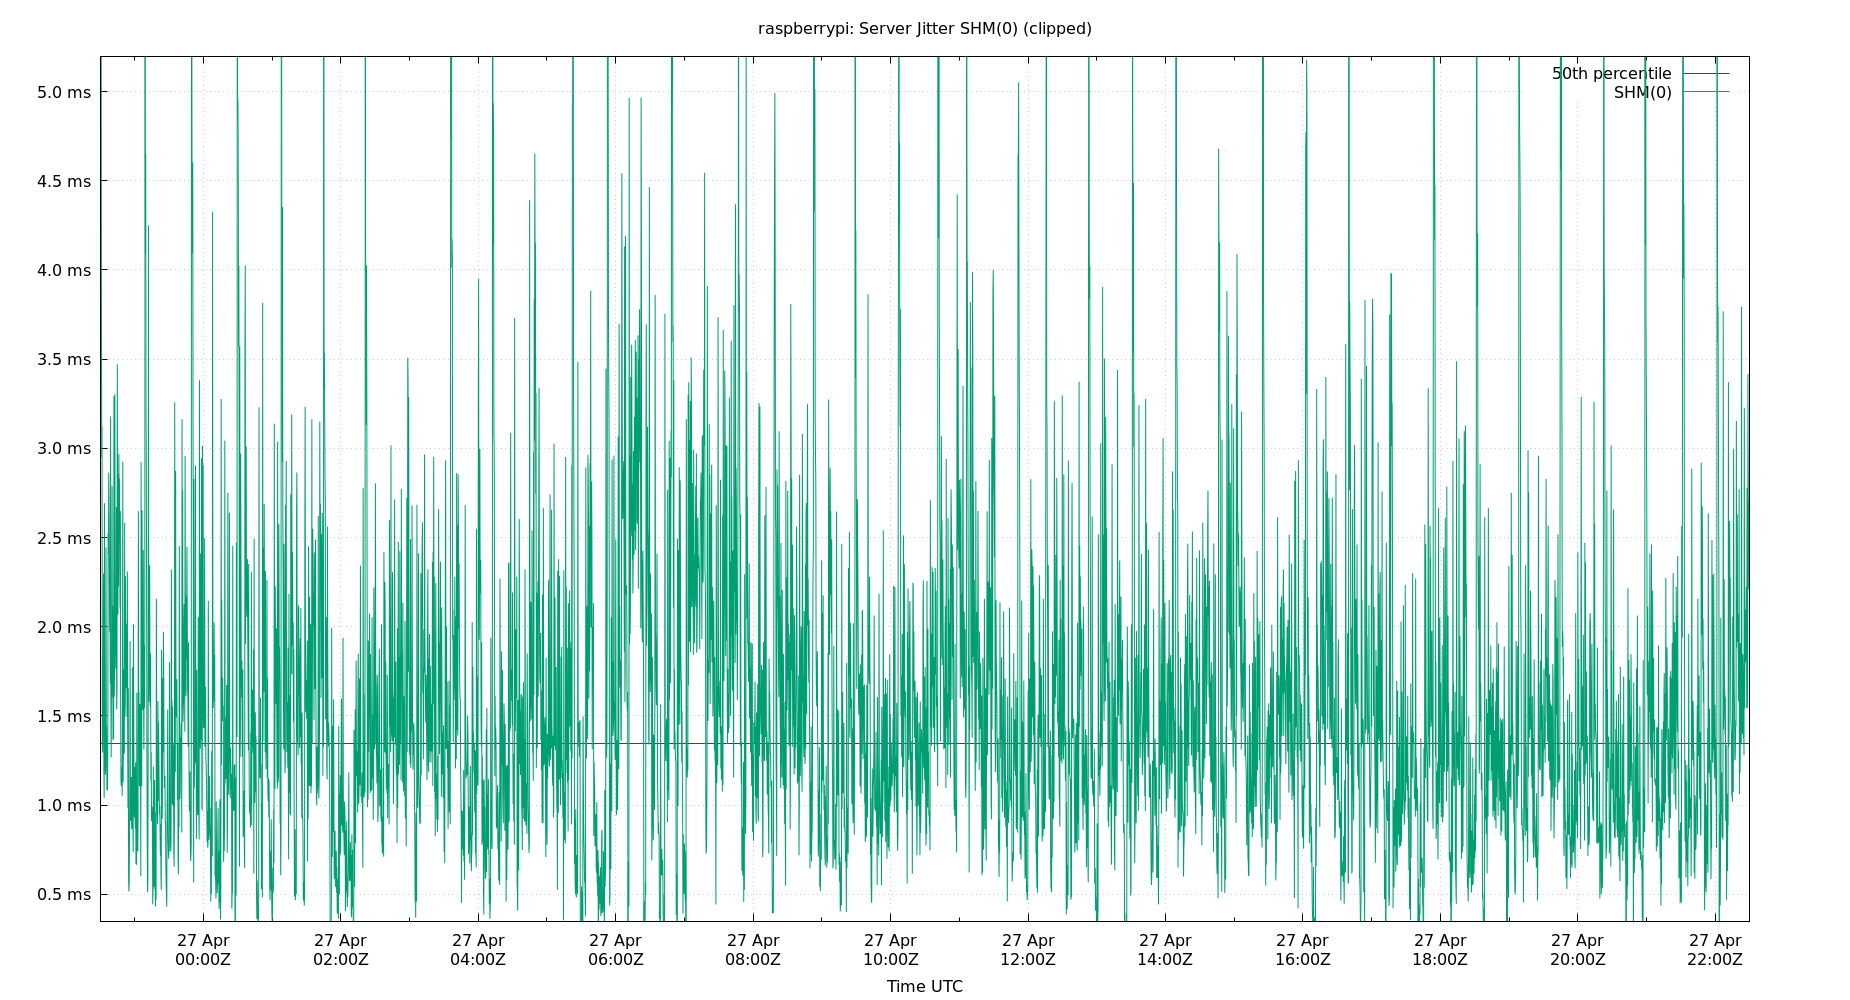 raspberrypi: Server Jitter SHM(0) (clipped)
50th percentile
SHM(0)
5.0 ms
4.5 ms
4.0 ms
3.5 ms
3.0 ms
2.5 ms
2.0 ms
1.5 ms
1.0 ms
0.5 ms
27 Apr 27 Apr 27 Apr 27 Apr 27 Apr 27 Apr 27 Apr 27 Apr 27 Apr 27 Apr 27 Apr 27 Apr
00:00Z 02:00Z 04:00Z 06:00Z 08:00Z 10:00Z 12:00Z 14:00Z 16:00Z 18:00Z 20:00Z 22:00Z
Time UTC